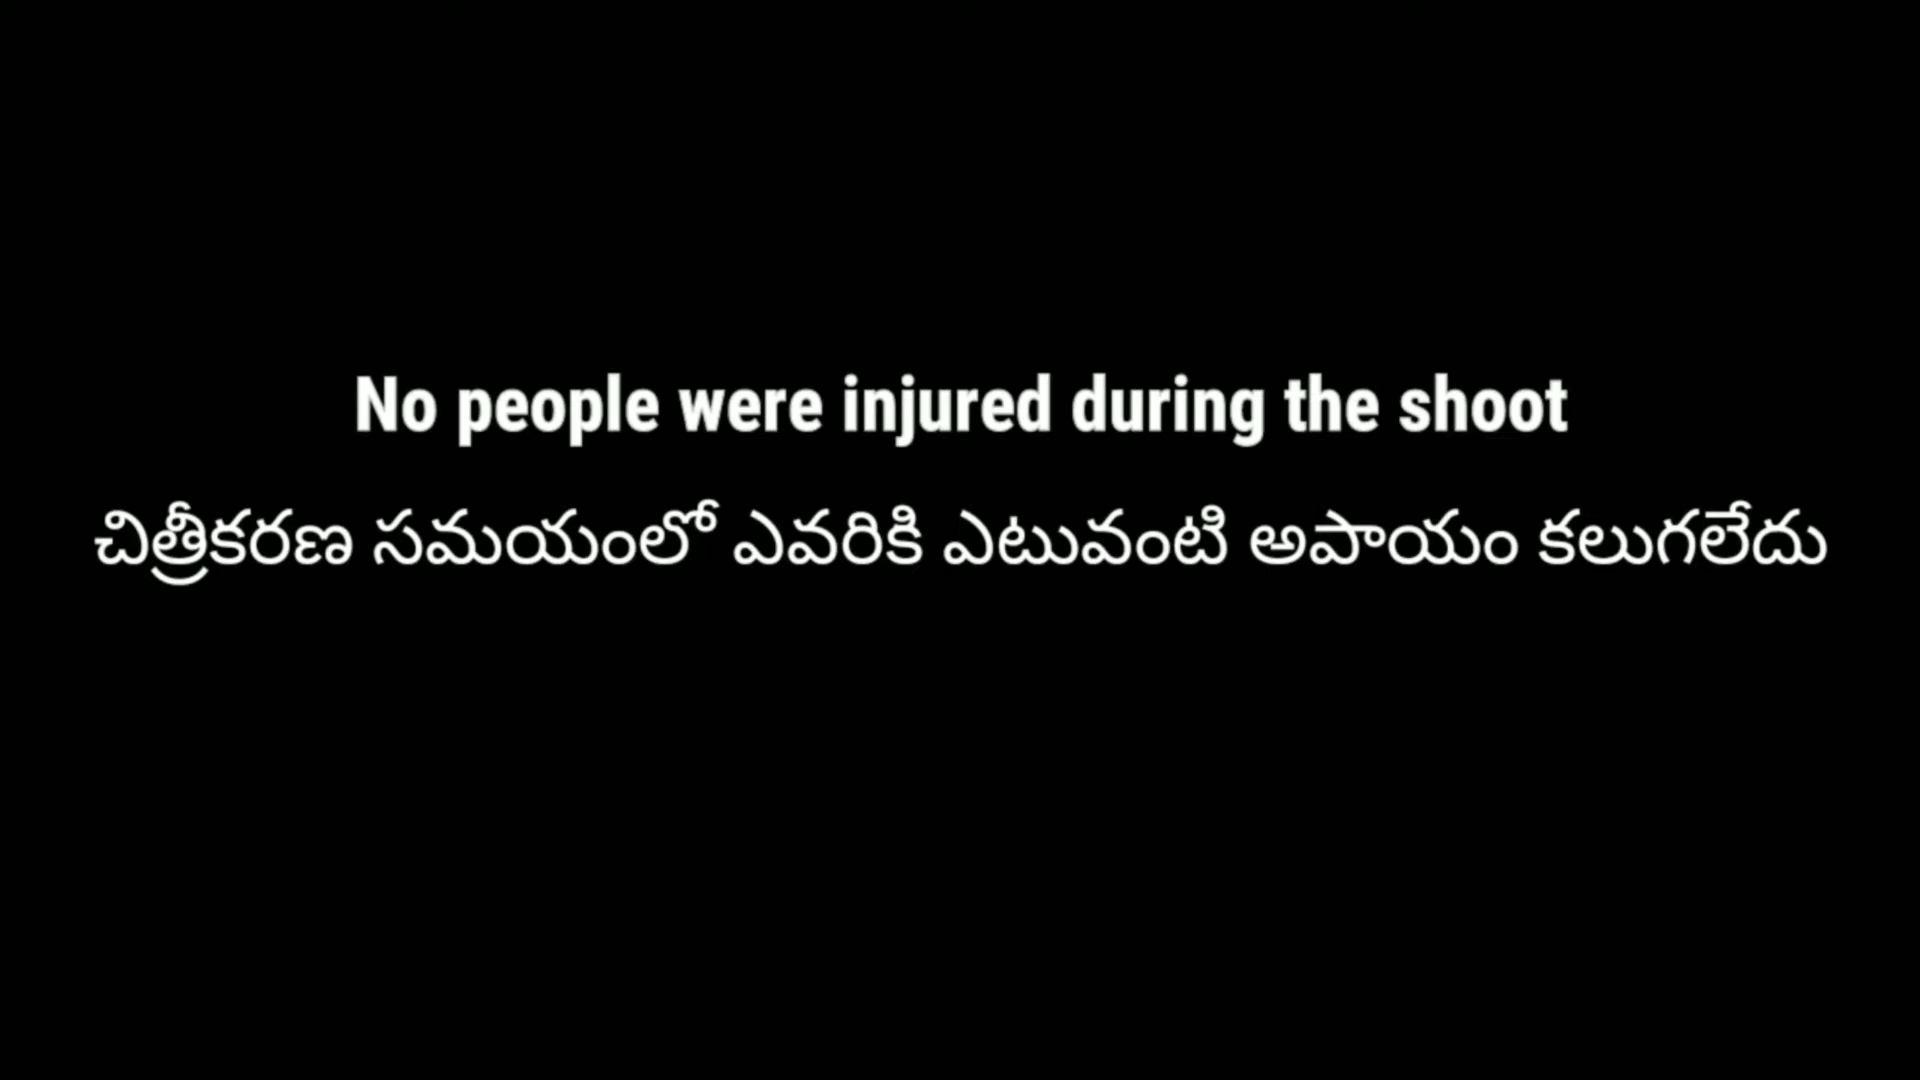 No people were injured during the shoot
చిత్రీకరణ సమయంలో ఎవరికి ఎటువంటి అపాయం కలుగలేదు